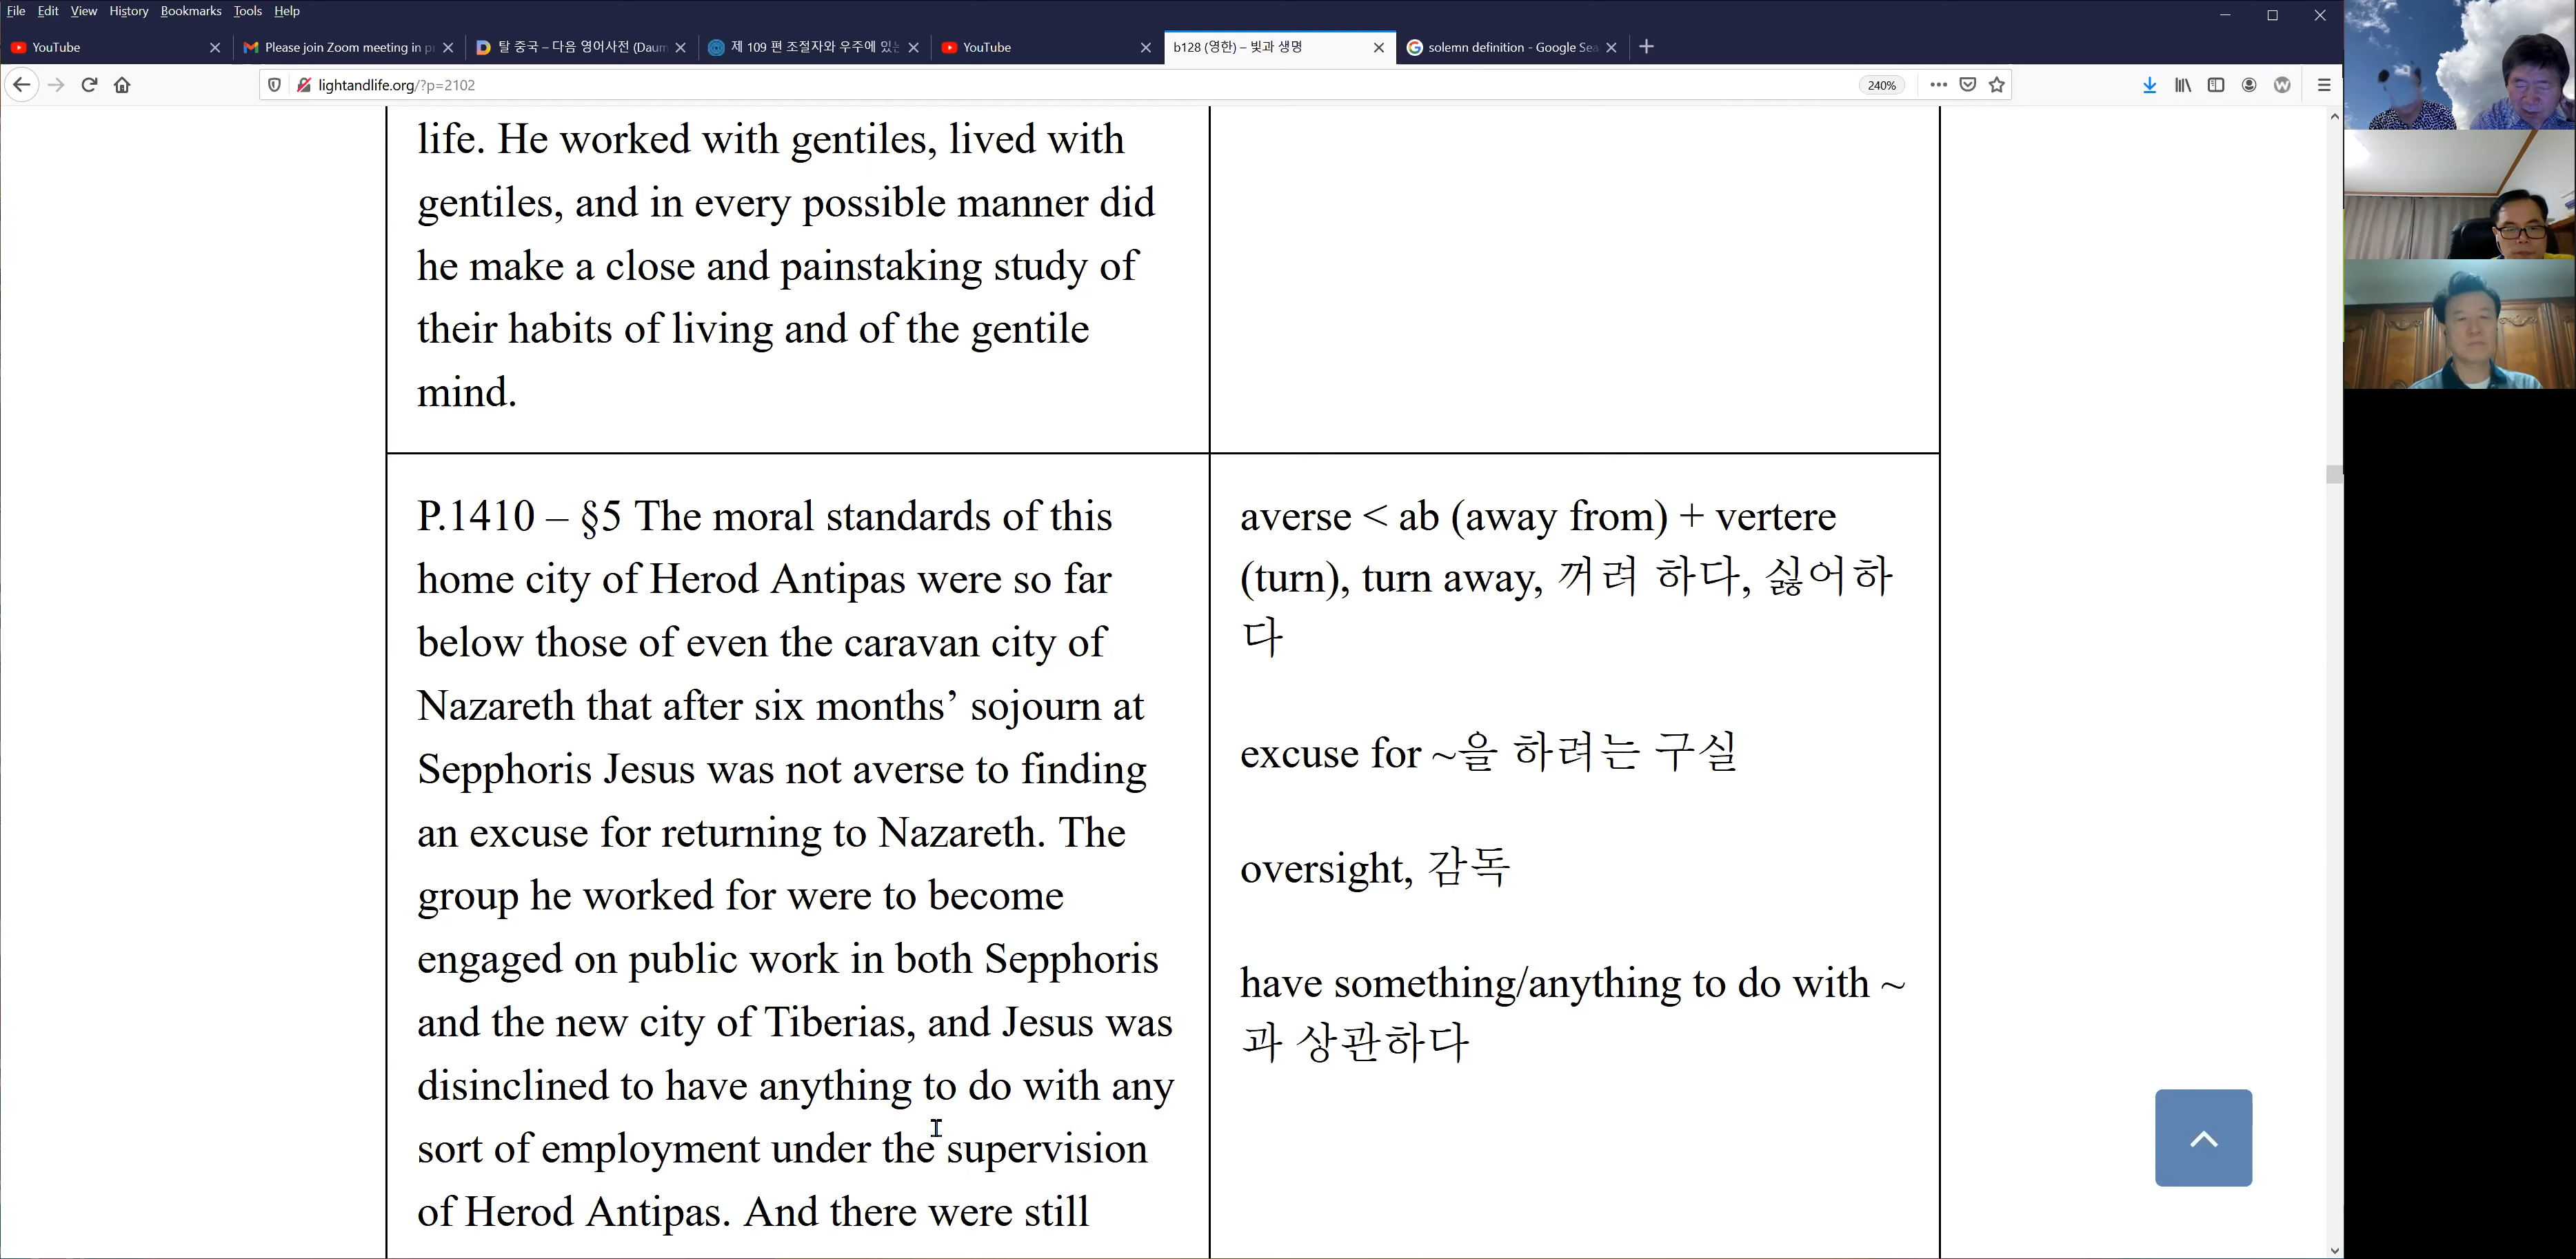 File Edit View History Bookmarks Tools Help
YouTube
Please join Zoom meeting in p
탈 중국 – 다음 영어사전 (Daum
제 109 편 조절자와 우주에 있는
YouTube
b128 (영한) – 빛과 생명
solemn definition - Google Sea
lightandlife.org/?p=2102
240%
life. He worked with gentiles, lived with
gentiles, and in every possible manner did
he make a close and painstaking study of
their habits of living and of the gentile
mind.
P.1410 – §5 The moral standards of this
home city of Herod Antipas were so far
below those of even the caravan city of
Nazareth that after six months’ sojourn at
Sepphoris Jesus was not averse to finding
an excuse for returning to Nazareth. The
group he worked for were to become
engaged on public work in both Sepphoris
and the new city of Tiberias, and Jesus was
disinclined to have anything to do with any
sort of employment under the supervision
of Herod Antipas. And there were still
averse < ab (away from) + vertere
(turn), turn away, 꺼려 하다, 싫어하
다
excuse for ~을 하려는 구실
oversight, 감독
have something/anything to do with ~
과 상관하다